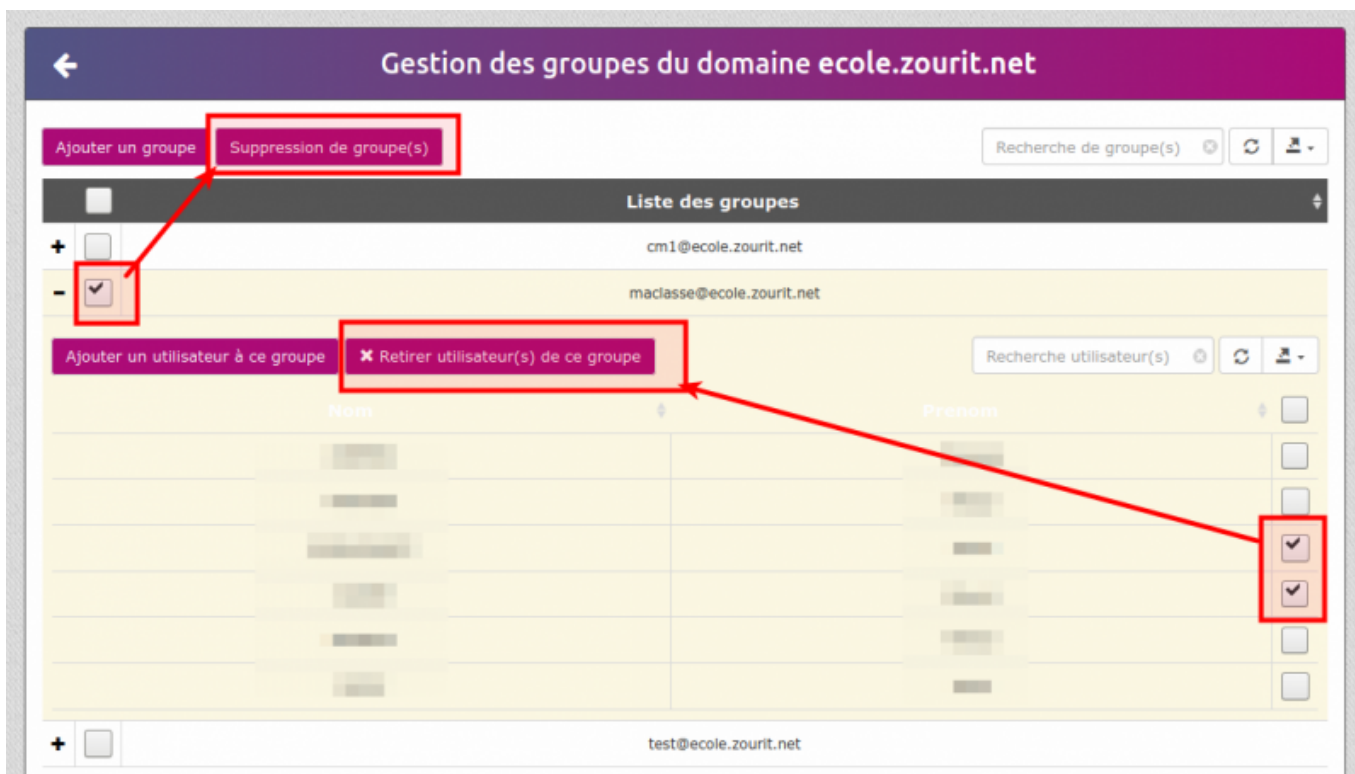 Gestion des groupes du domaine ecole.zourit.net
Ajouter un groupe Suppression de groupe(s) Recherche de groupe(s)
Liste des groupes
cm1@ecole.zourit.net
maclasse@ecole.zourit.net
Ajouter un utilisateur à ce groupe Retirer utilisateur(s) de ce groupe Recherche utilisateur(s)
Nom Prenom
test@ecole.zourit.net